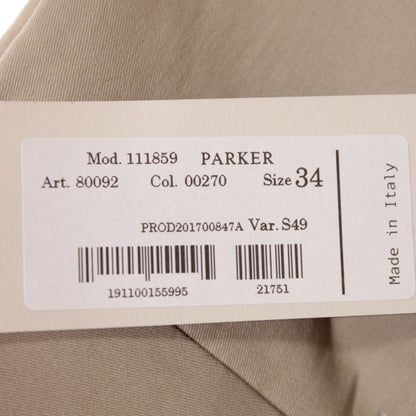 Mod. 111859 PARKER
Art. 80092 Col. 00270 Size 34
PROD201700847A Var. S49
191100155995 21751
Made in Italy